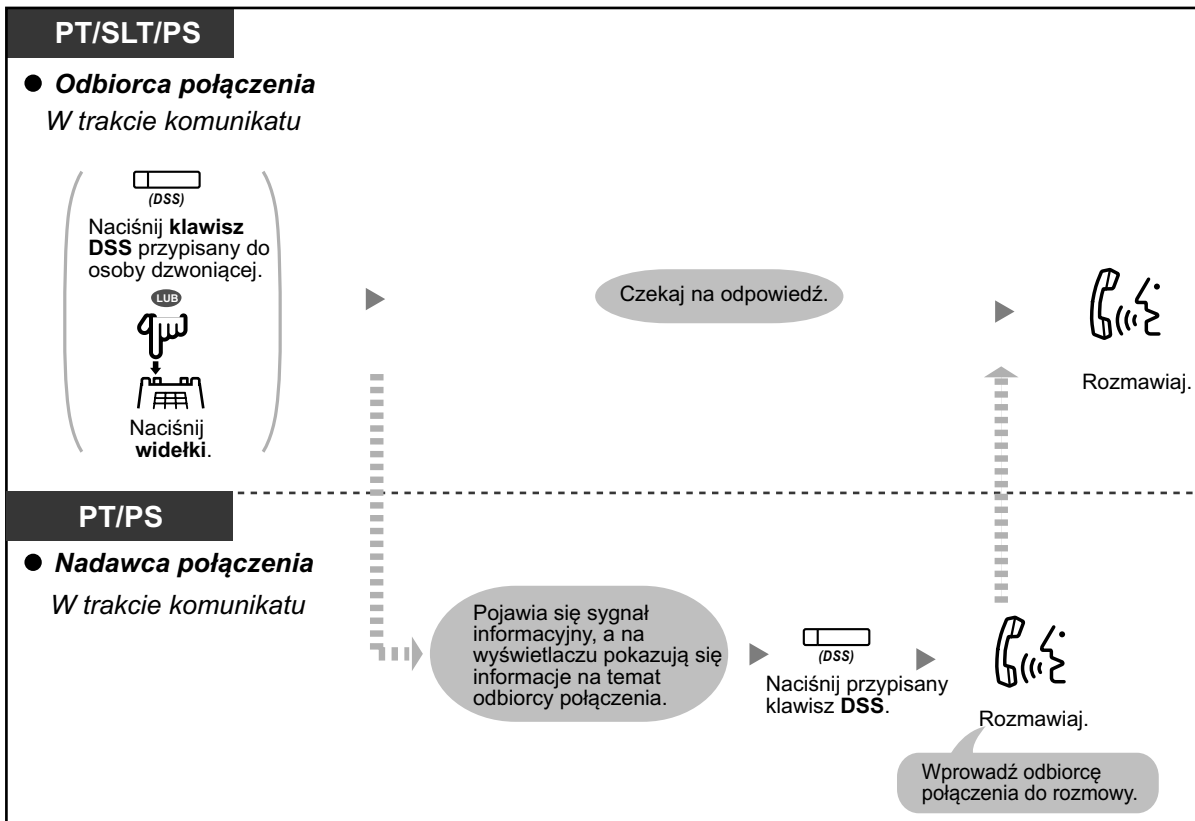 PT/SLT/PS
● Odbiorca połączenia
W trakcie komunikatu
(DSS)
Naciśnij klawisz
DSS przypisany do
osoby dzwoniącej.
LUB
Naciśnij
widełki.
Czekaj na odpowiedź.
Rozmawiaj.
PT/PS
● Nadawca połączenia
W trakcie komunikatu
Pojawia się sygnał
informacyjny, a na
wyświetlaczu pokazują się
informacje na temat
odbiorcy połączenia.
(DSS)
Naciśnij przypisany
klawisz DSS.
Rozmawiaj.
Wprowadź odbiorcę
połączenia do rozmowy.